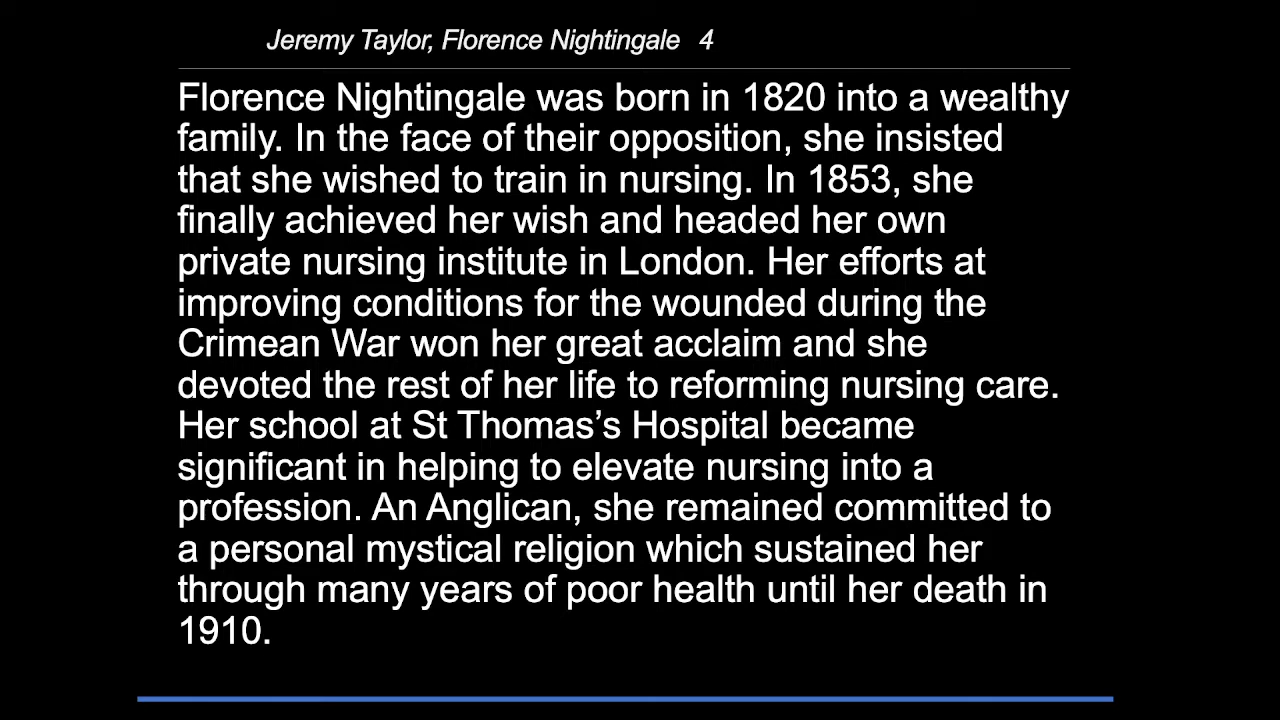 Jeremy Taylor, Florence Nightingale 4
Florence Nightingale was born in 1820 into a wealthy
family. In the face of their opposition, she insisted
that she wished to train in nursing. In 1853, she
finally achieved her wish and headed her own
private nursing institute in London. Her efforts at
improving conditions for the wounded during the
Crimean War won her great acclaim and she
devoted the rest of her life to reforming nursing care.
Her school at St Thomas’s Hospital became
significant in helping to elevate nursing into a
profession. An Anglican, she remained committed to
a personal mystical religion which sustained her
through many years of poor health until her death in
1910.